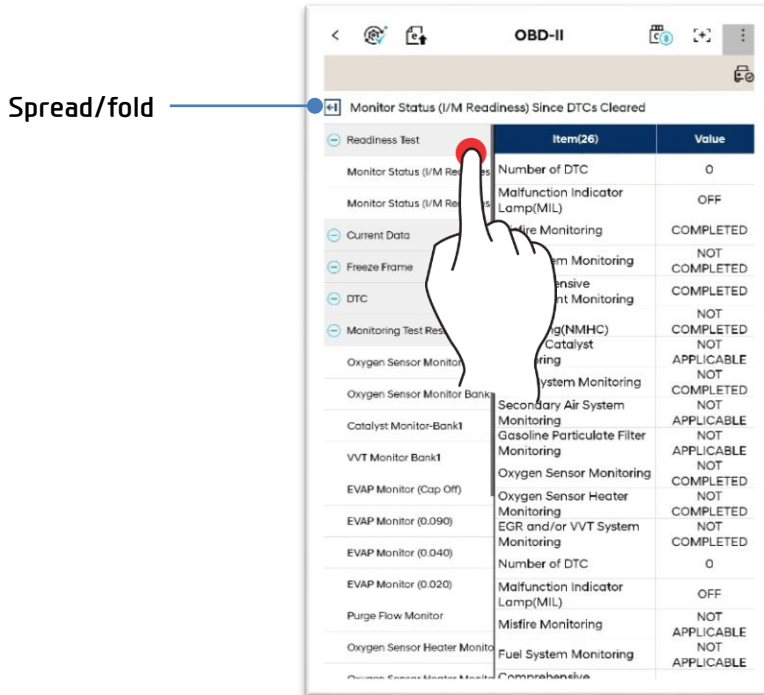 OBD-II
Spread/fold
Monitor Status (I/M Readiness) Since DTCs Cleared
Readiness Test
Monitor Status (I/M Re
es
Monitor Status (I/M Re
es
Current Data
Freeze Frame
DTC
Monitoring Test Res
Oxygen Sensor Monitor
Oxygen Sensor Monitor Bank
Catalyst Monitor-Bank1
VVT Monitor Bank1
EVAP Monitor (Cap Off)
EVAP Monitor (0.090)
EVAP Monitor (0.040)
EVAP Monitor (0.020)
Purge Flow Monitor
Oxygen Sensor Heater Monito
Item(26) Value
Number of DTC 0
Malfunction Indicator
Lamp(MIL)
OFF
fire Monitoring COMPLETED
em Monitoring
NOT
COMPLETED
ensive
nt Monitoring
COMPLETED
ng(NMHC)
NOT
COMPLETED
Catalyst
ring
NOT
APPLICABLE
ystem Monitoring
NOT
COMPLETED
Secondary Air System
Monitoring
NOT
APPLICABLE
Gasoline Particulate Filter
Monitoring
NOT
APPLICABLE
Oxygen Sensor Monitoring
NOT
COMPLETED
Oxygen Sensor Heater
Monitoring
NOT
COMPLETED
EGR and/or VVT System
Monitoring
NOT
COMPLETED
Number of DTC 0
Malfunction Indicator
Lamp(MIL)
OFF
Misfire Monitoring
NOT
APPLICABLE
Fuel System Monitoring
NOT
APPLICABLE
Comprehensive